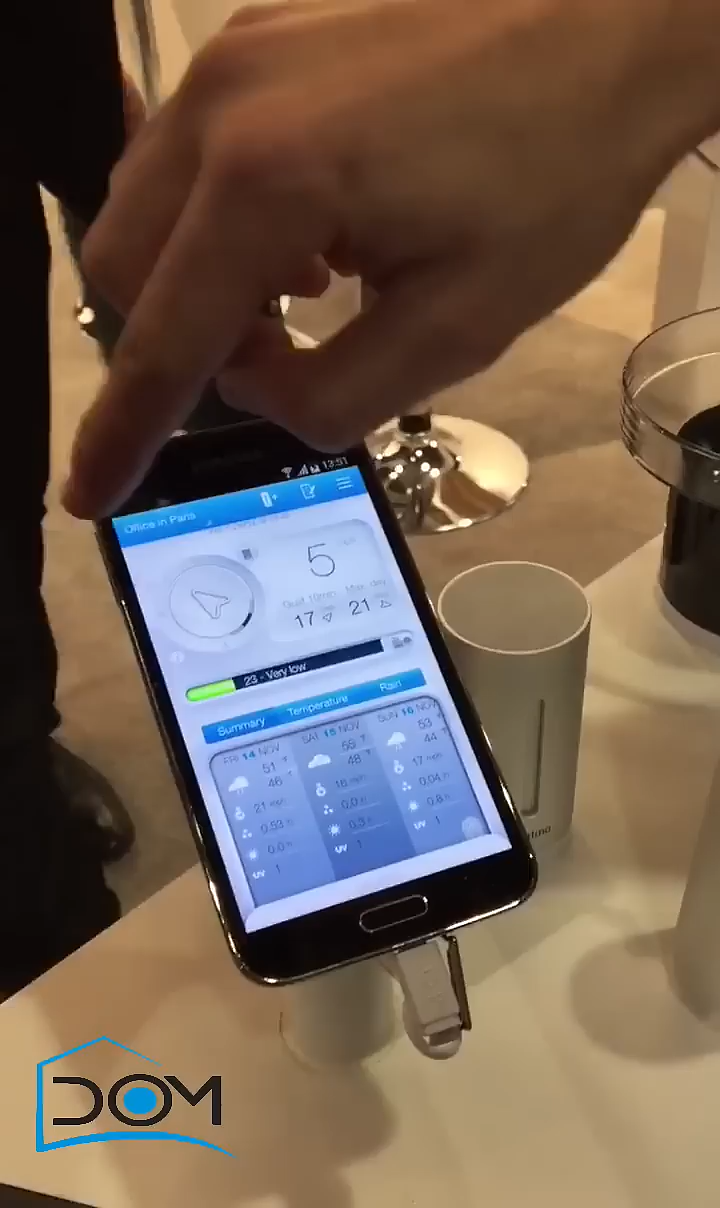 13:51
Office in Paris
5
Gust 10min Max. day
17 21
23 - Very low
Summary Temperature Rain
FRI 14 NOV SAT 15 NOV SUN 16 NOV
51 °F 55 °F 53 °F
46 °F 48 °F 44 °F
21 mph 16 mph 17 mph
0.53 in 0.0 in 0.04 in
0.0 h 0.3 h 0.8 h
UV 1 UV 1 UV 1
DOM